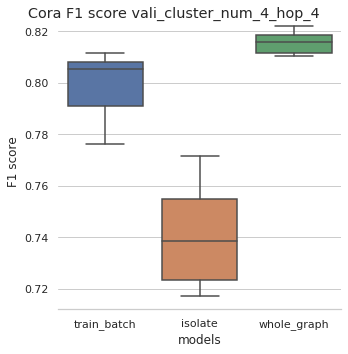 Cora F1 score vali_cluster_num_4_hop_4
0.82
0.80
0.78
0.76
0.74
0.72
F1 score
train_batch
isolate
whole_graph
models